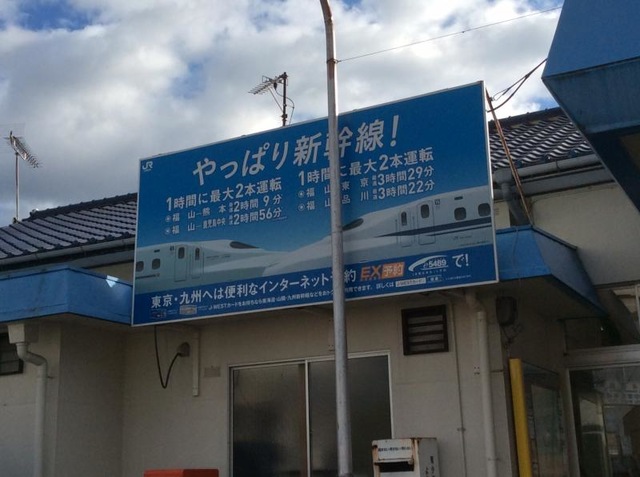 JR
やっぱり新幹線!
1時間に最大2本運転
福山―熊本 2時間 9分
福山―鹿児島中央 2時間56分
1時間に最大2本運転
福山 東京 3時間29分
福山 品川 3時間22分
東京・九州へは便利なインターネット予約 EX予約 e5489 で!